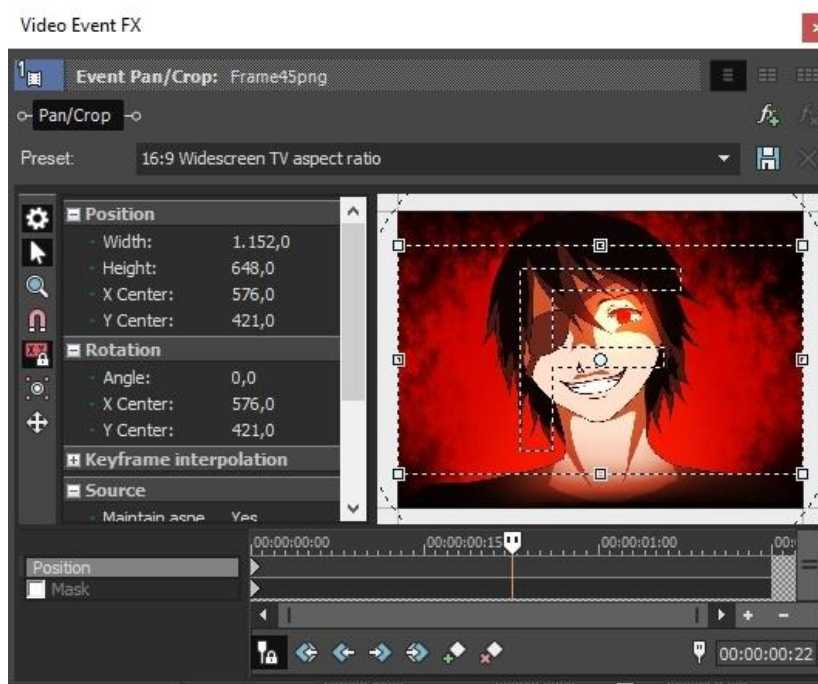 Video Event FX
1 Event Pan/Crop: Frame45png
Pan/Crop
Preset: 16:9 Widescreen TV aspect ratio
Position
Width: 1.152,0
Height: 648,0
X Center: 576,0
Y Center: 421,0
Rotation
Angle: 0,0
X Center: 576,0
Y Center: 421,0
Keyframe interpolation
Source
Maintain aspe Yes
00:00:00:00 00:00:00:15 00:00:01:00 00:
Position
Mask
00:00:00:22